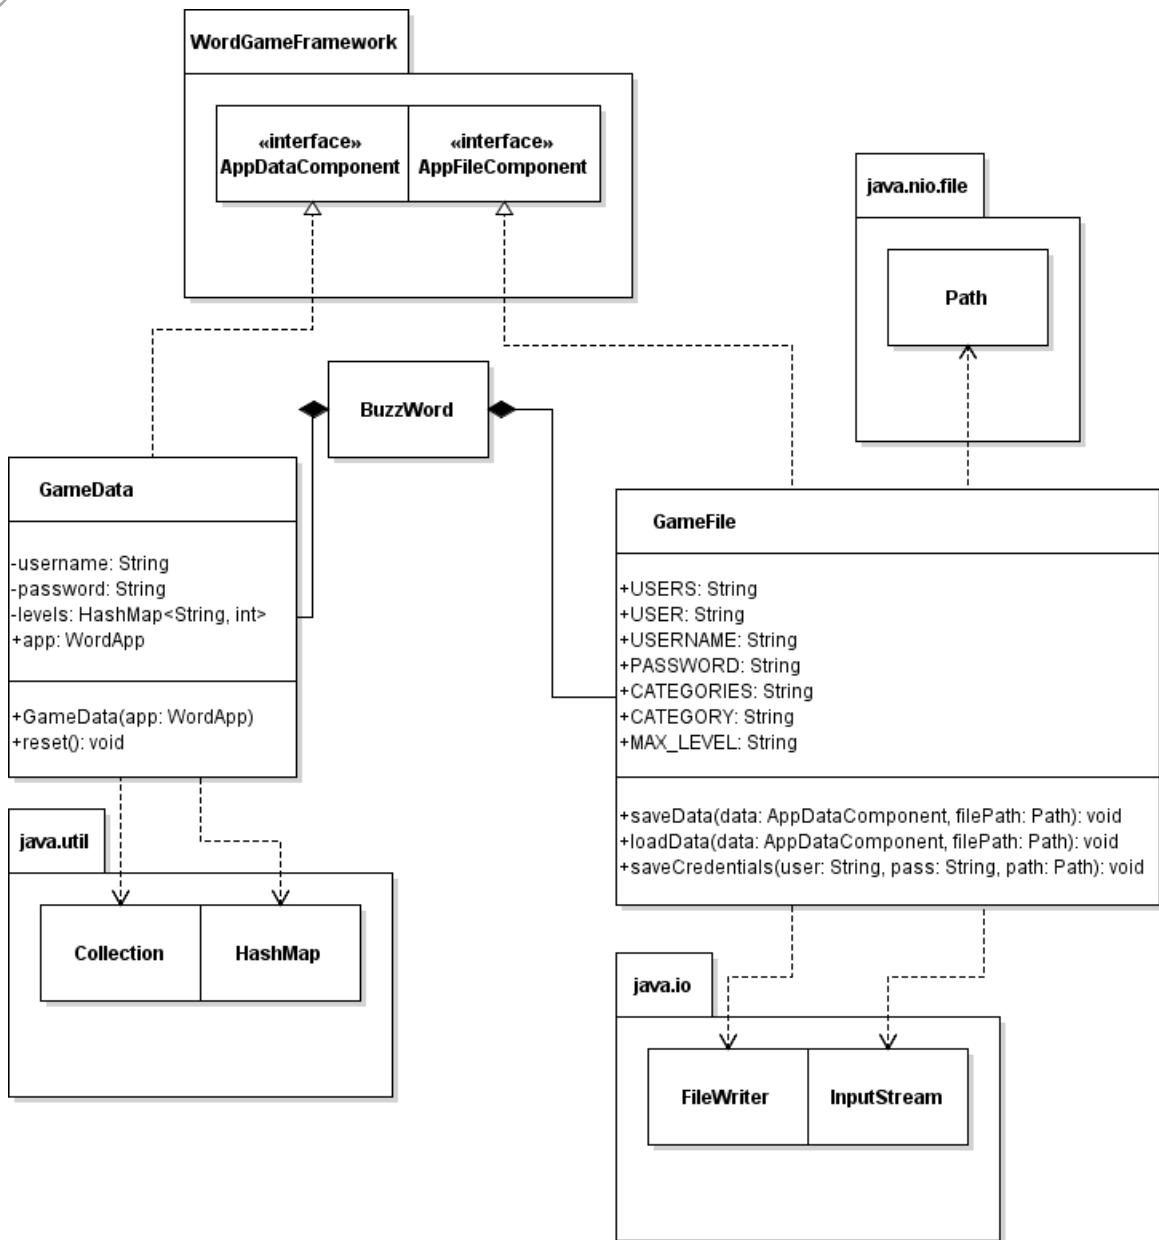 WordGameFramework
«interface»
AppDataComponent
«interface»
AppFileComponent
java.nio.file
Path
BuzzWord
GameData
-username: String
-password: String
-levels: HashMap<String, int>
+app: WordApp
+GameData(app: WordApp)
+reset(): void
GameFile
+USERS: String
+USER: String
+USERNAME: String
+PASSWORD: String
+CATEGORIES: String
+CATEGORY: String
+MAX_LEVEL: String
+saveData(data: AppDataComponent, filePath: Path): void
+loadData(data: AppDataComponent, filePath: Path): void
+saveCredentials(user: String, pass: String, path: Path): void
java.util
Collection
HashMap
java.io
FileWriter
InputStream